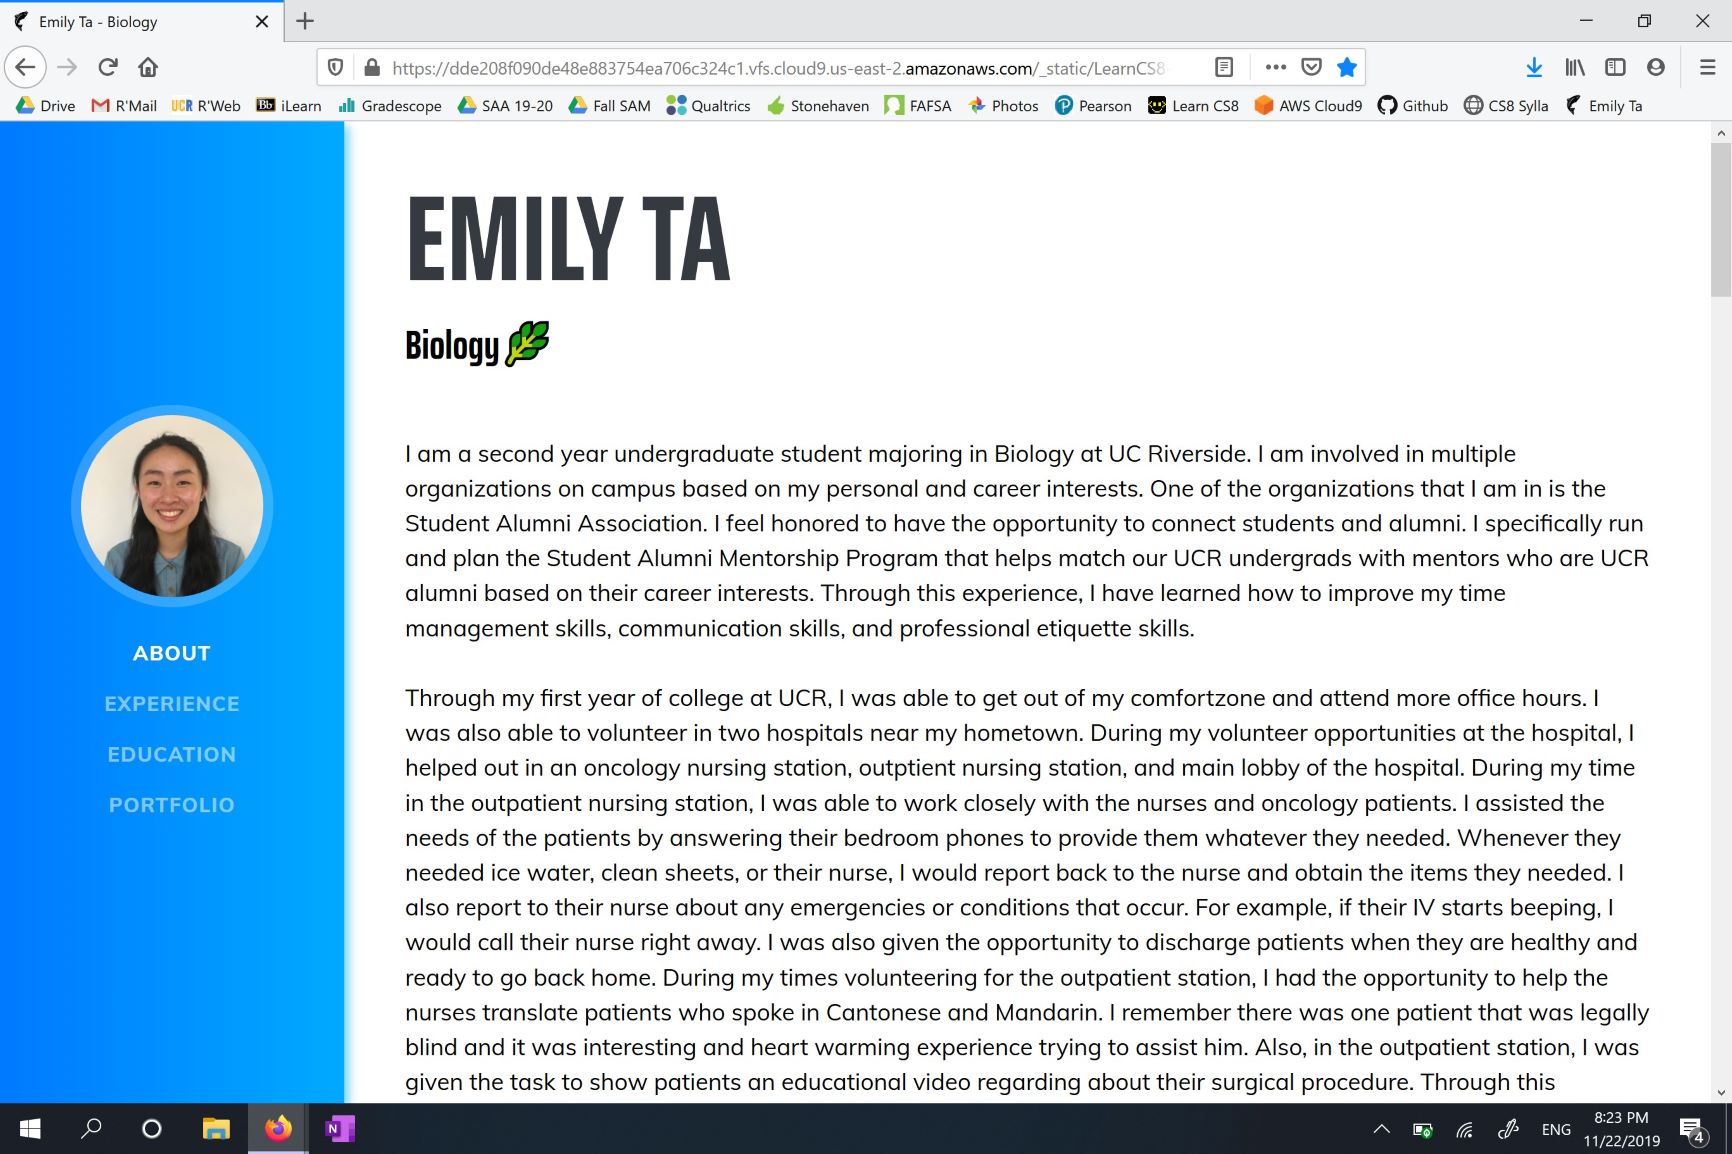 Emily Ta - Biology
https://dde208f090de48e883754ea706c324c1.vfs.cloud9.us-east-2.amazonaws.com/_static/LearnCS8-
Drive R'Mail UCR R'Web Bb iLearn Gradescope SAA 19-20 Fall SAM Qualtrics Stonehaven FAFSA Photos Pearson Learn CS8 AWS Cloud9 Github CS8 Sylla Emily Ta
EMILY TA
Biology
ABOUT
EXPERIENCE
EDUCATION
PORTFOLIO
I am a second year undergraduate student majoring in Biology at UC Riverside. I am involved in multiple
organizations on campus based on my personal and career interests. One of the organizations that I am in is the
Student Alumni Association. I feel honored to have the opportunity to connect students and alumni. I specifically run
and plan the Student Alumni Mentorship Program that helps match our UCR undergrads with mentors who are UCR
alumni based on their career interests. Through this experience, I have learned how to improve my time
management skills, communication skills, and professional etiquette skills.
Through my first year of college at UCR, I was able to get out of my comfortzone and attend more office hours. I
was also able to volunteer in two hospitals near my hometown. During my volunteer opportunities at the hospital, I
helped out in an oncology nursing station, outptient nursing station, and main lobby of the hospital. During my time
in the outpatient nursing station, I was able to work closely with the nurses and oncology patients. I assisted the
needs of the patients by answering their bedroom phones to provide them whatever they needed. Whenever they
needed ice water, clean sheets, or their nurse, I would report back to the nurse and obtain the items they needed. I
also report to their nurse about any emergencies or conditions that occur. For example, if their IV starts beeping, I
would call their nurse right away. I was also given the opportunity to discharge patients when they are healthy and
ready to go back home. During my times volunteering for the outpatient station, I had the opportunity to help the
nurses translate patients who spoke in Cantonese and Mandarin. I remember there was one patient that was legally
blind and it was interesting and heart warming experience trying to assist him. Also, in the outpatient station, I was
given the task to show patients an educational video regarding about their surgical procedure. Through this
N
ENG
8:23 PM
11/22/2019
4